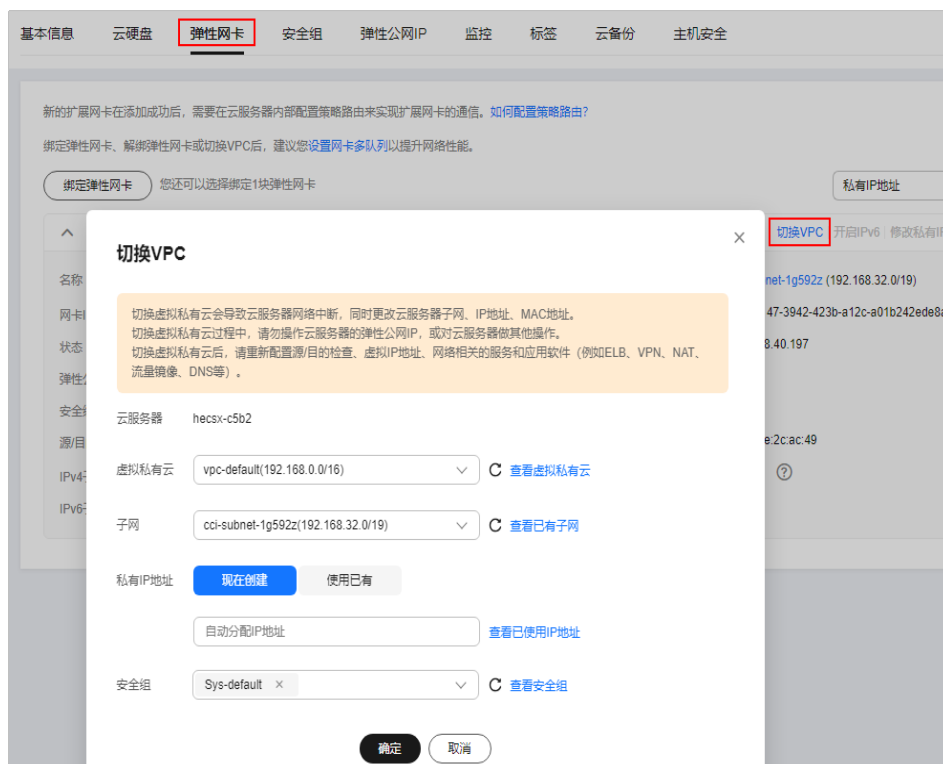 基本信息 云硬盘 弹性网卡 安全组 弹性公网IP 监控 标签 云备份 主机安全
新的扩展网卡在添加成功后，需要在云服务器内部配置策略路由来实现扩展网卡的通信。如何配置策略路由?
绑定弹性网卡、解绑弹性网卡或切换VPC后，建议您设置网卡多队列以提升网络性能。
绑定弹性网卡 您还可以选择绑定1块弹性网卡 私有IP地址
切换VPC 开启IPv6 修改私有IP
切换VPC
名称 net-1g592z (192.168.32.0/19)
切换虚拟私有云会导致云服务器网络中断，同时更改云服务器子网、IP地址、MAC地址。
网卡I 47-3942-423b-a12c-a01b242ede8a
切换虚拟私有云过程中，请勿操作云服务器的弹性公网IP，或对云服务器做其他操作。
状态 8.40.197
切换虚拟私有云后，请重新配置源/目的检查、虚拟IP地址、网络相关的服务和应用软件（例如ELB、VPN、NAT、
流量镜像、DNS等）。
弹性
安全
云服务器 hecsx-c5b2
源/目 e:2c:ac:49
虚拟私有云 vpc-default(192.168.0.0/16) 查看虚拟私有云
IPv4
IPv6
子网 cci-subnet-1g592z(192.168.32.0/19) 查看已有子网
私有IP地址 现在创建 使用已有
自动分配IP地址 查看已使用IP地址
安全组 Sys-default × 查看安全组
确定 取消